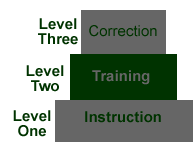 Level
Three
Correction
Level
Two
Training
Level
One
Instruction